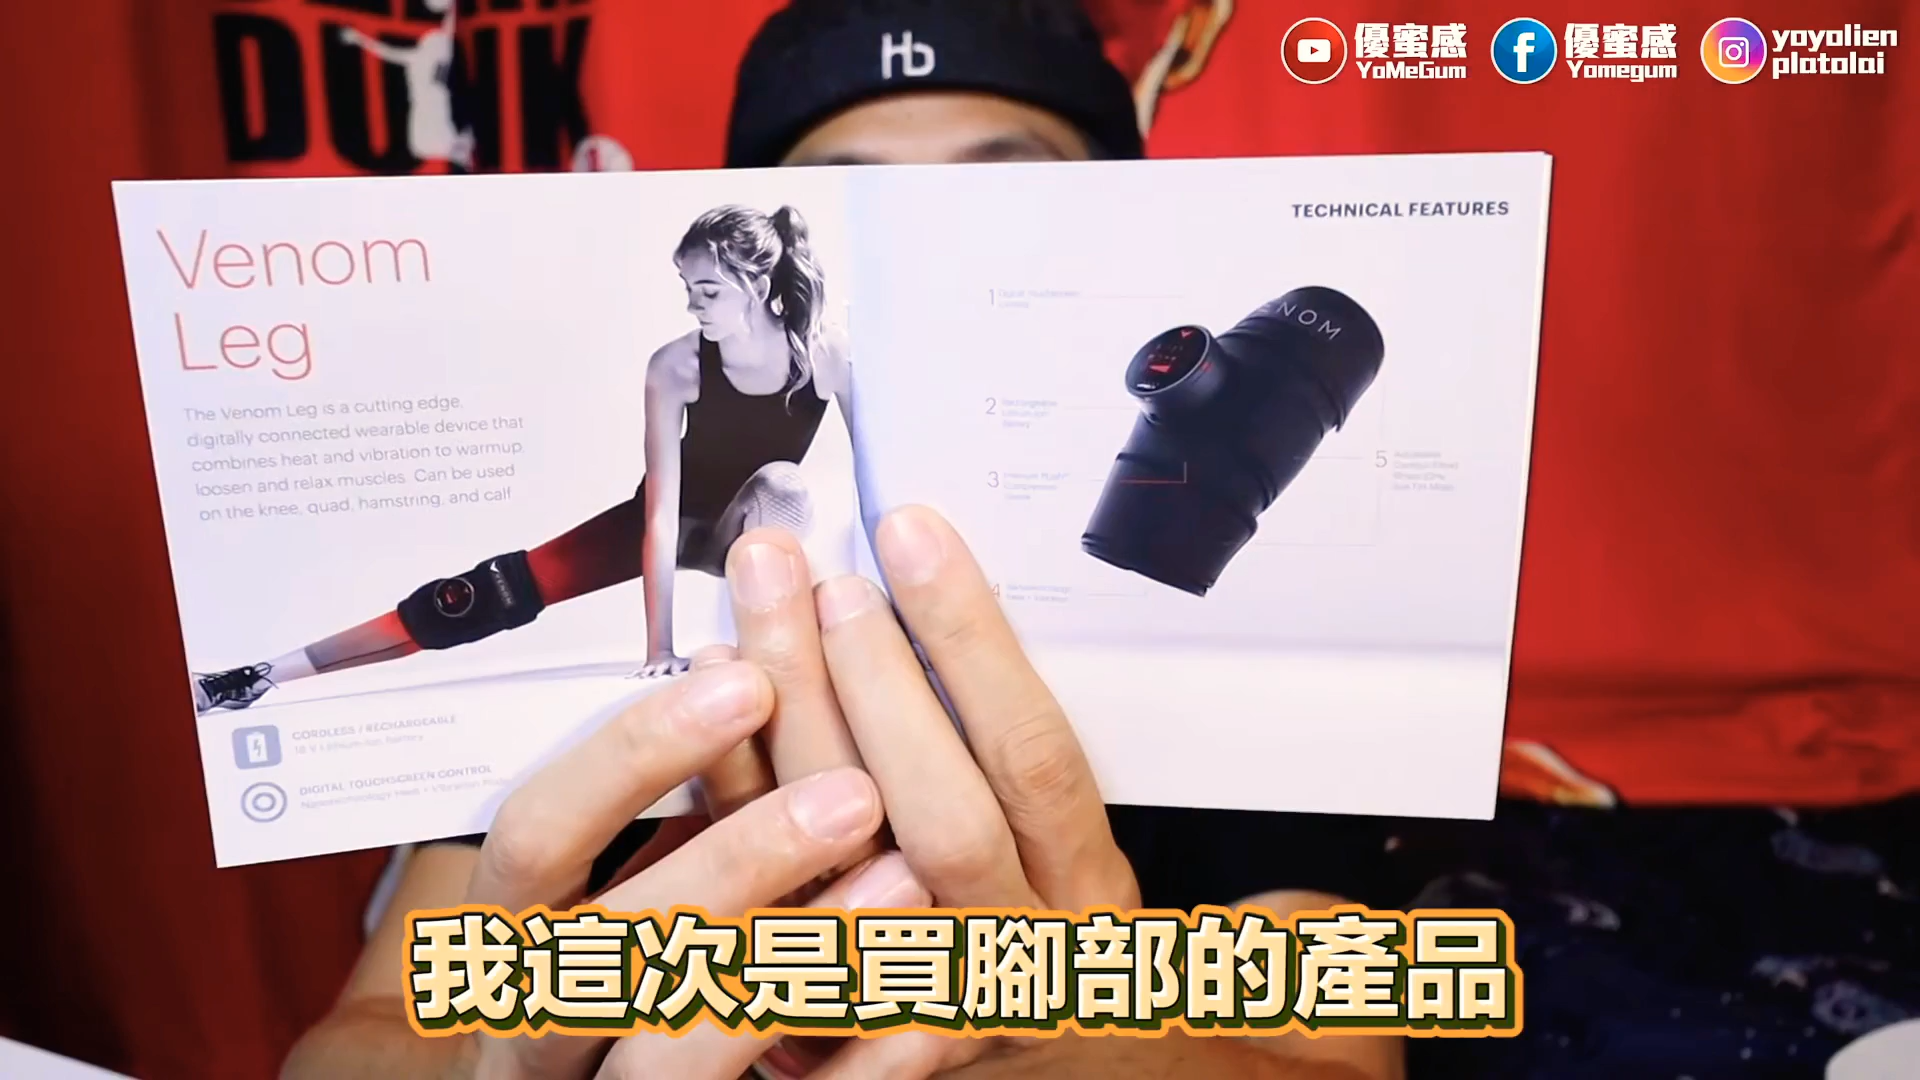 DUNK
Hb
優蜜感
YoMeGum
優蜜感
Yomegum
yoyolien
platolai
Venom
Leg
The Venom Leg is a cutting edge,
digitally connected wearable device that
combines heat and vibration to warmup,
loosen and relax muscles. Can be used
on the knee, quad, hamstring, and calf
VENOM
CORDLESS / RECHARGEABLE
DIGITAL TOUCHSCREEN CONTROL
TECHNICAL FEATURES
1
2
3
4
5
ENOM
我這次是買腳部的產品